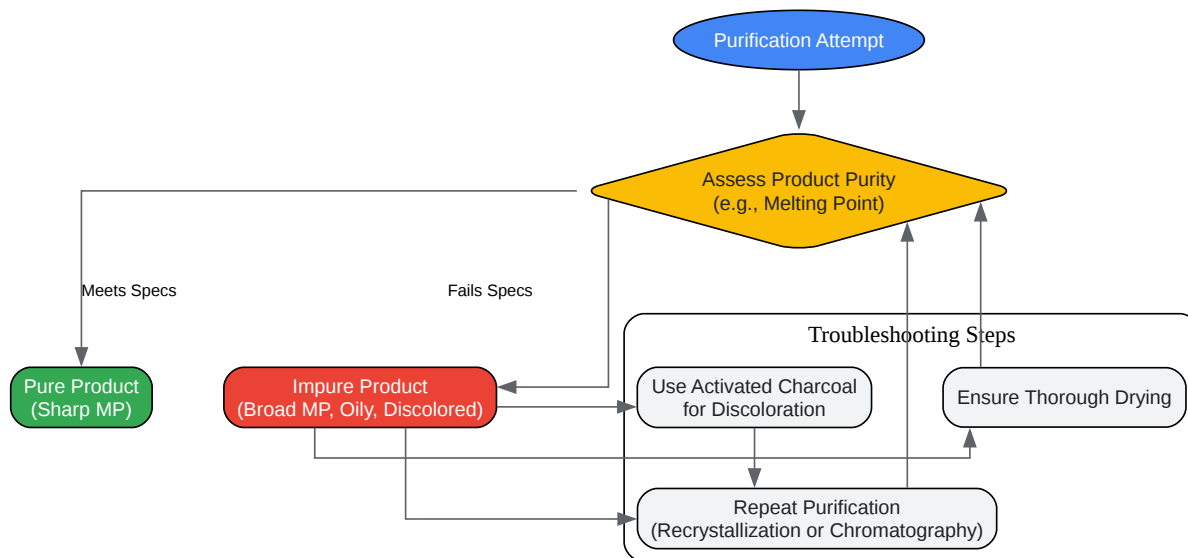 Purification Attempt
Assess Product Purity
(e.g., Melting Point)
Meets Specs
Fails Specs
Troubleshooting Steps
Pure Product
(Sharp MP)
Impure Product
(Broad MP, Oily, Discolored)
Use Activated Charcoal
for Discoloration
Ensure Thorough Drying
Repeat Purification
(Recrystallization or Chromatography)